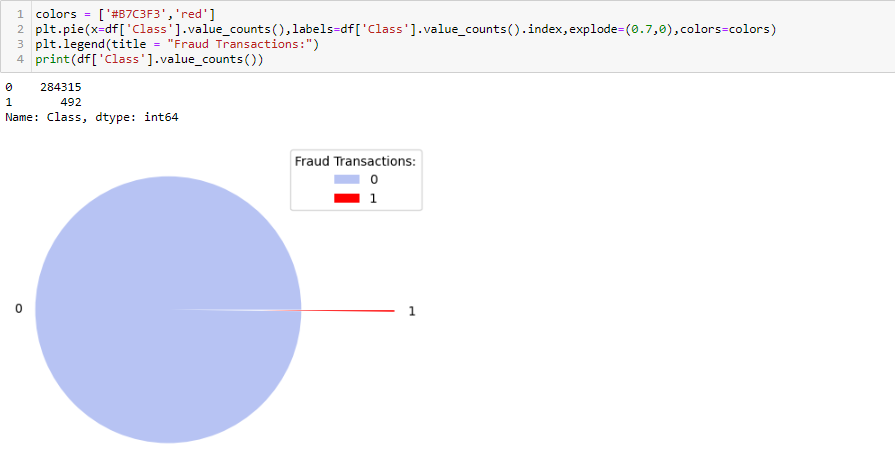 1 colors = ['#B7C3F3','red']
2 plt.pie(x=df['Class'].value_counts(),labels=df['Class'].value_counts().index,explode=(0.7,0),colors=colors)
3 plt.legend(title = "Fraud Transactions:")
4 print(df['Class'].value_counts())
0    284315
1       492
Name: Class, dtype: int64
Fraud Transactions:
0
1
0
1